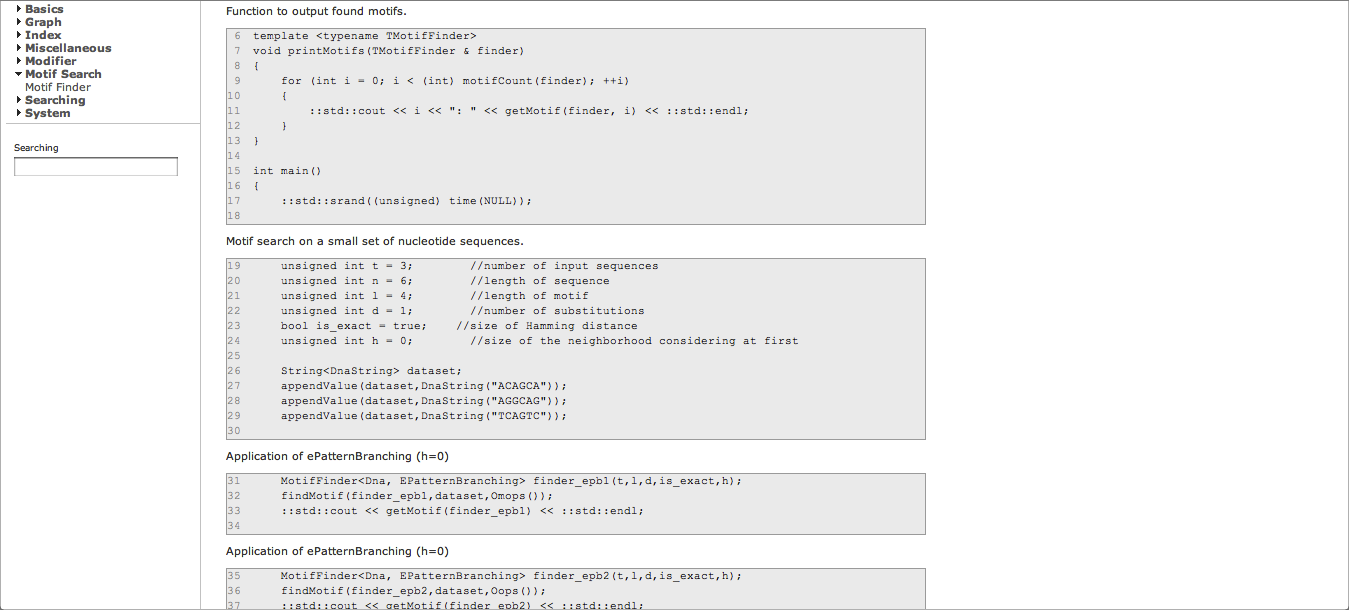 Basics
Graph
Index
Miscellaneous
Modifier
Motif Search
Motif Finder
Searching
System
Searching
Function to output found motifs.
6 template <typename TMotifFinder>
7 void printMotifs(TMotifFinder & finder)
8 {
9     for (int i = 0; i < (int) motifCount(finder); ++i)
10     {
11         ::std::cout << i << ": " << getMotif(finder, i) << ::std::endl;
12     }
13 }
14
15 int main()
16 {
17     ::std::srand((unsigned) time(NULL));
18
Motif search on a small set of nucleotide sequences.
19     unsigned int t = 3;        //number of input sequences
20     unsigned int n = 6;        //length of sequence
21     unsigned int l = 4;        //length of motif
22     unsigned int d = 1;        //number of substitutions
23     bool is_exact = true;    //size of Hamming distance
24     unsigned int h = 0;        //size of the neighborhood considering at first
25
26     String<DnaString> dataset;
27     appendValue(dataset,DnaString("ACAGCA"));
28     appendValue(dataset,DnaString("AGGCAG"));
29     appendValue(dataset,DnaString("TCAGTC"));
30
Application of ePatternBranching (h=0)
31     MotifFinder<Dna, EPatternBranching> finder_epb1(t,l,d,is_exact,h);
32     findMotif(finder_epb1,dataset,Omops());
33     ::std::cout << getMotif(finder_epb1) << ::std::endl;
34
Application of ePatternBranching (h=0)
35     MotifFinder<Dna, EPatternBranching> finder_epb2(t,l,d,is_exact,h);
36     findMotif(finder_epb2,dataset,Oops());
37     ::std::cout << getMotif(finder_epb2) << ::std::endl;